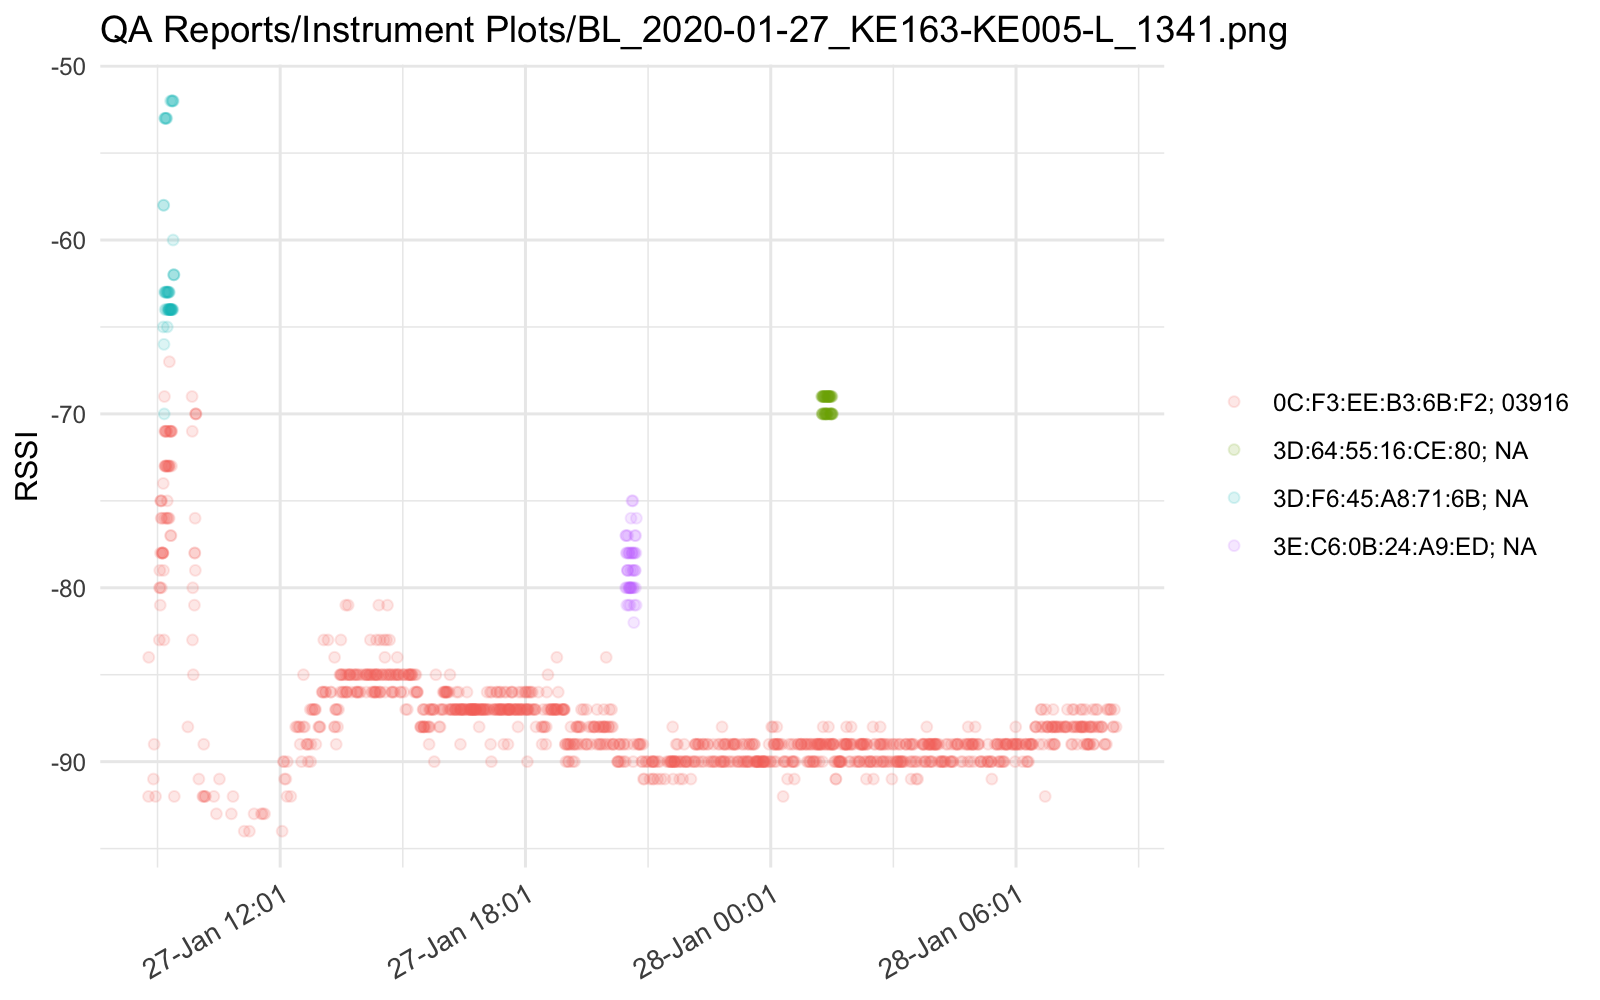 QA Reports/Instrument Plots/BL_2020-01-27_KE163-KE005-L_1341.png
-50
-60
-70
-80
-90
RSSI
27-Jan 12:01
27-Jan 18:01
28-Jan 00:01
28-Jan 06:01
0C:F3:EE:B3:6B:F2; 03916
3D:64:55:16:CE:80; NA
3D:F6:45:A8:71:6B; NA
3E:C6:0B:24:A9:ED; NA